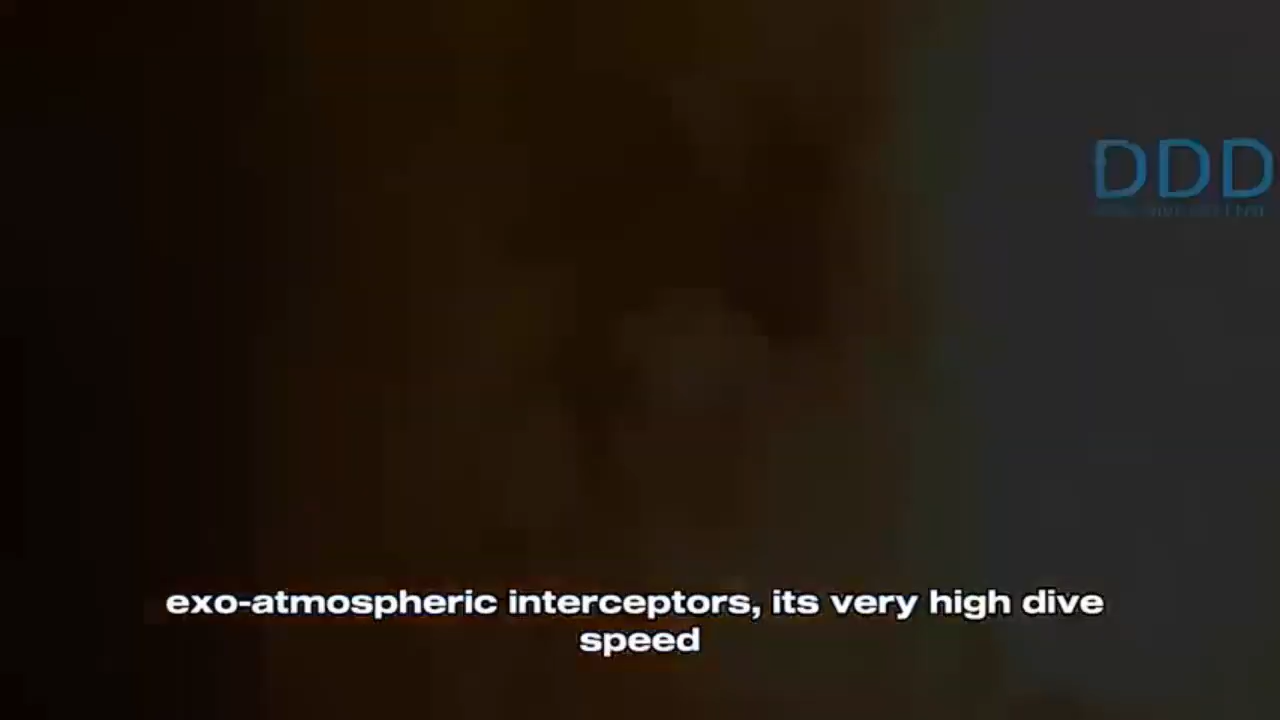 DDD
exo-atmospheric interceptors, its very high dive
speed